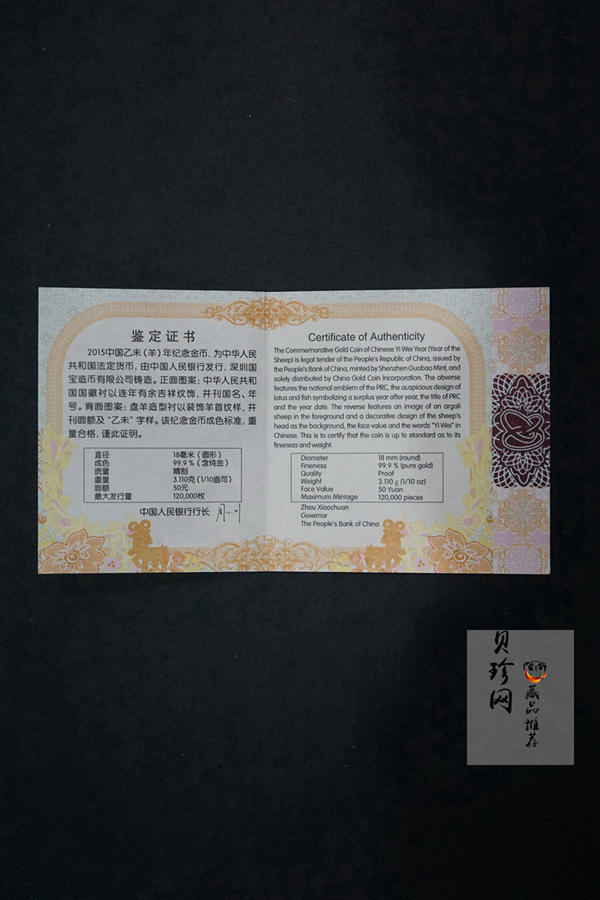 鉴定证书
2015中国乙未(羊)年纪念金币，为中华人民
共和国法定货币，由中国人民银行发行，深圳国
宝造币有限公司铸造。正面图案：中华人民共和
国国徽衬以连年有余吉祥纹饰，并刊国名、年
号。背面图案：盘羊造型衬以装饰羊首纹样，并
刊面额及“乙未”字样。该纪念金币成色标准，重
量合格，谨此证明。
直径 18毫米（圆形）
成色 99.9％（含纯金）
质量 精制
重量 3.110克(1/10盎司)
面额 50元
最大发行量 120,000枚
中国人民银行行长
Certificate of Authenticity
The Commemorative Gold Coin of Chinese Yi Wei Year (Year of the
Sheep) is legal tender of the People's Republic of China, issued by
the People's Bank of China, minted by Shenzhen Guobao Mint, and
solely distributed by China Gold Coin Incorporation. The obverse
features the national emblem of the PRC, the auspicious design of
lotus and fish symbolizing a surplus year after year, the title of PRC
and the year date. The reverse features an image of an argali
sheep in the foreground and a decorative design of the sheep's
head as the background, the face value and the words "Yi Wei" in
Chinese. This is to certify that the coin is up to standard as to its
fineness and weight.
Diameter 18 mm (round)
Fineness 99.9 % (pure gold)
Quality Proof
Weight 3.110 g (1/10 oz)
Face Value 50 Yuan
Maximum Mintage 120,000 pieces
Zhou Xiaochuan
Governor
The People's Bank of China
贝珍网
藏品推荐